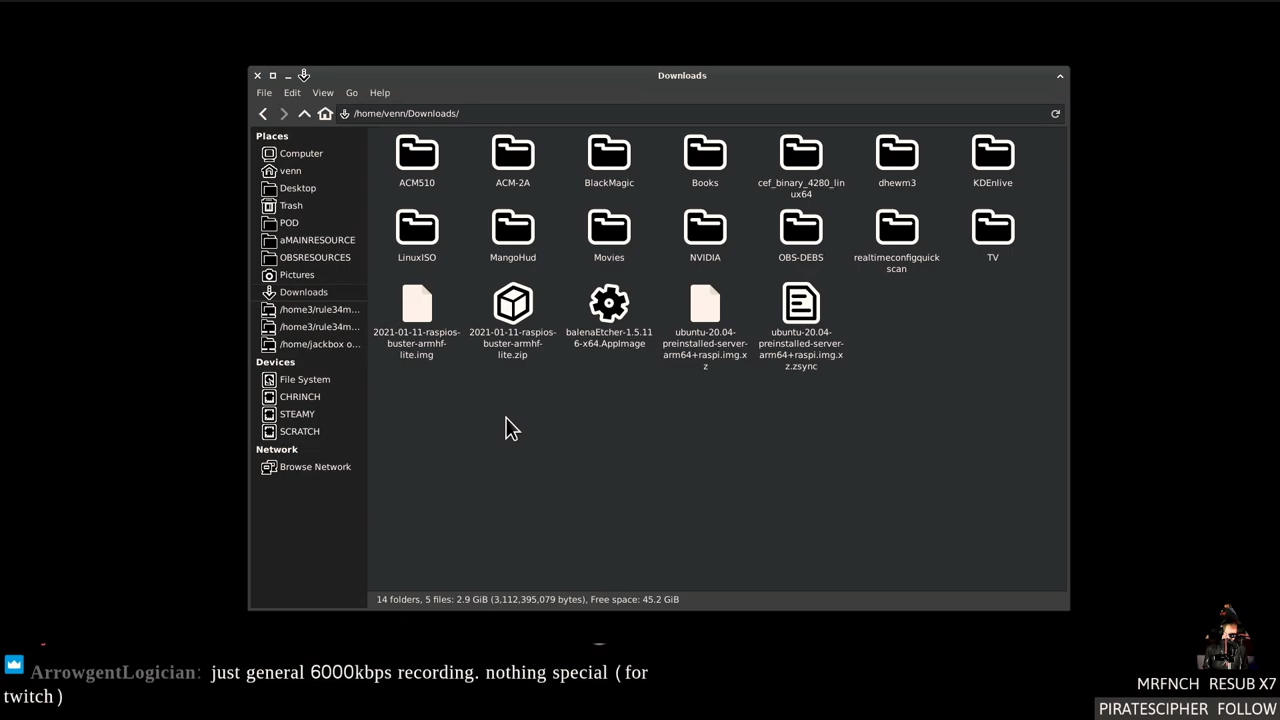 Downloads
File Edit View Go Help
/home/venn/Downloads/
Places
Computer
venn
Desktop
Trash
POD
aMAINRESOURCE
OBSRESOURCES
Pictures
Downloads
/home3/rule34m...
/home3/rule34m...
/home/jackbox o...
Devices
File System
CHRINCH
STEAMY
SCRATCH
Network
Browse Network
ACM510
ACM-2A
BlackMagic
Books
cef_binary_4280_li
nux64
dhewm3
KDEnlive
LinuxISO
MangoHud
Movies
NVIDIA
OBS-DEBS
realtimeconfigquick
scan
TV
2021-01-11-raspios-
buster-armhf-
lite.img
2021-01-11-raspios-
buster-armhf-
lite.zip
balenaEtcher-1.5.11
6-x64.AppImage
ubuntu-20.04-
preinstalled-server-
arm64+raspi.img.x
z
ubuntu-20.04-
preinstalled-server-
arm64+raspi.img.x
z.zsync
14 folders, 5 files: 2.9 GiB (3,112,395,079 bytes), Free space: 45.2 GiB
ArrowgentLogician: just general 6000kbps recording. nothing special (for
twitch)
MRFNCH RESUB X7
PIRATESCIPHER FOLLOW